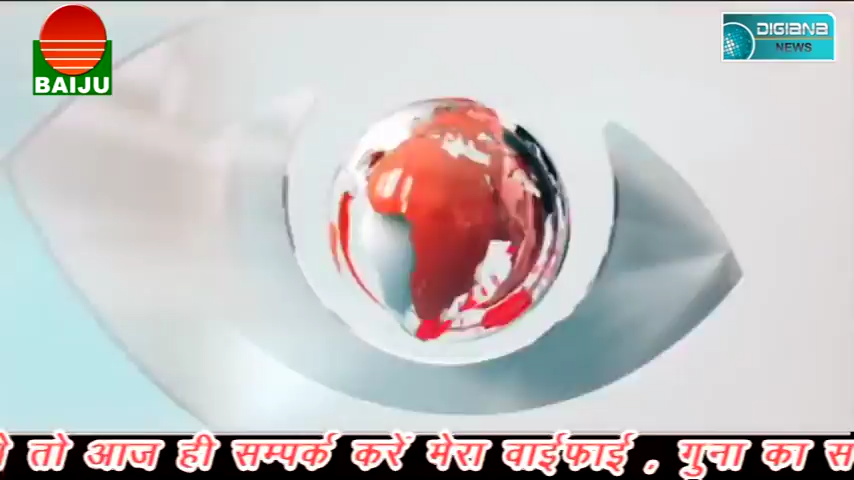 BAIJU
DIGIANA
NEWS
तो आज ही सम्पर्क करें मेरा वाईफाई , गुना का